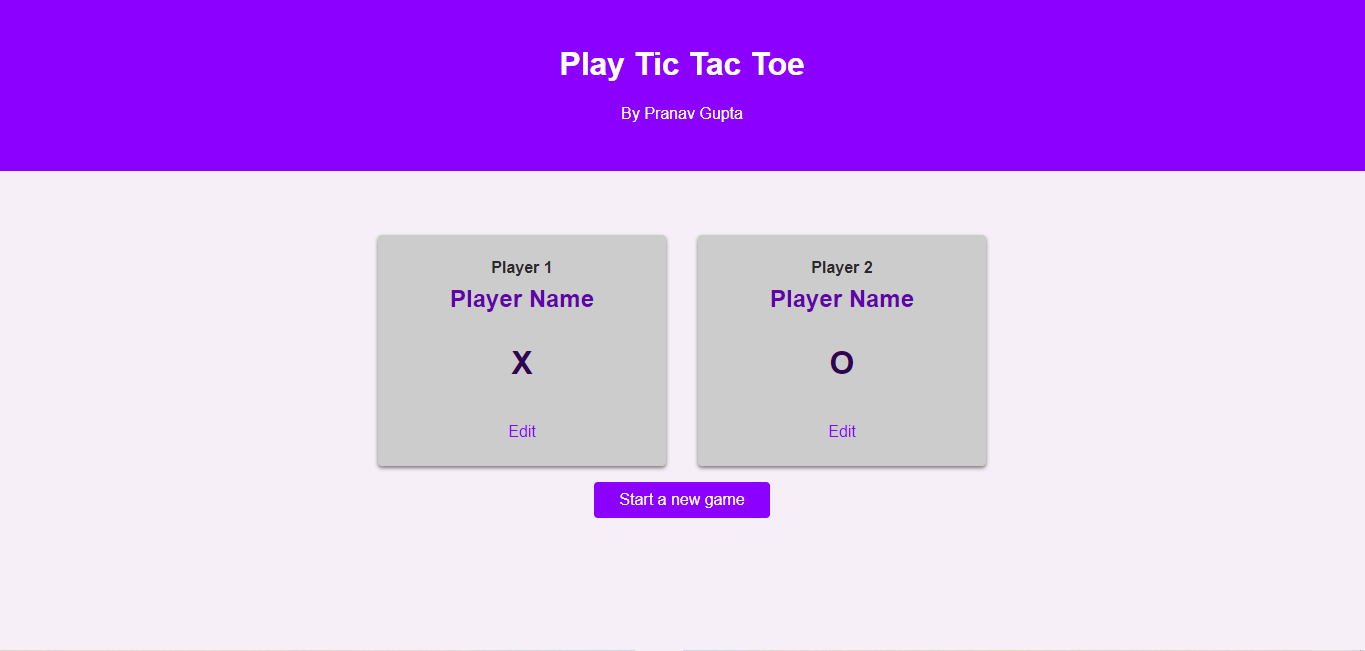 Play Tic Tac Toe
By Pranav Gupta
Player 1
Player Name
X
Edit
Player 2
Player Name
O
Edit
Start a new game